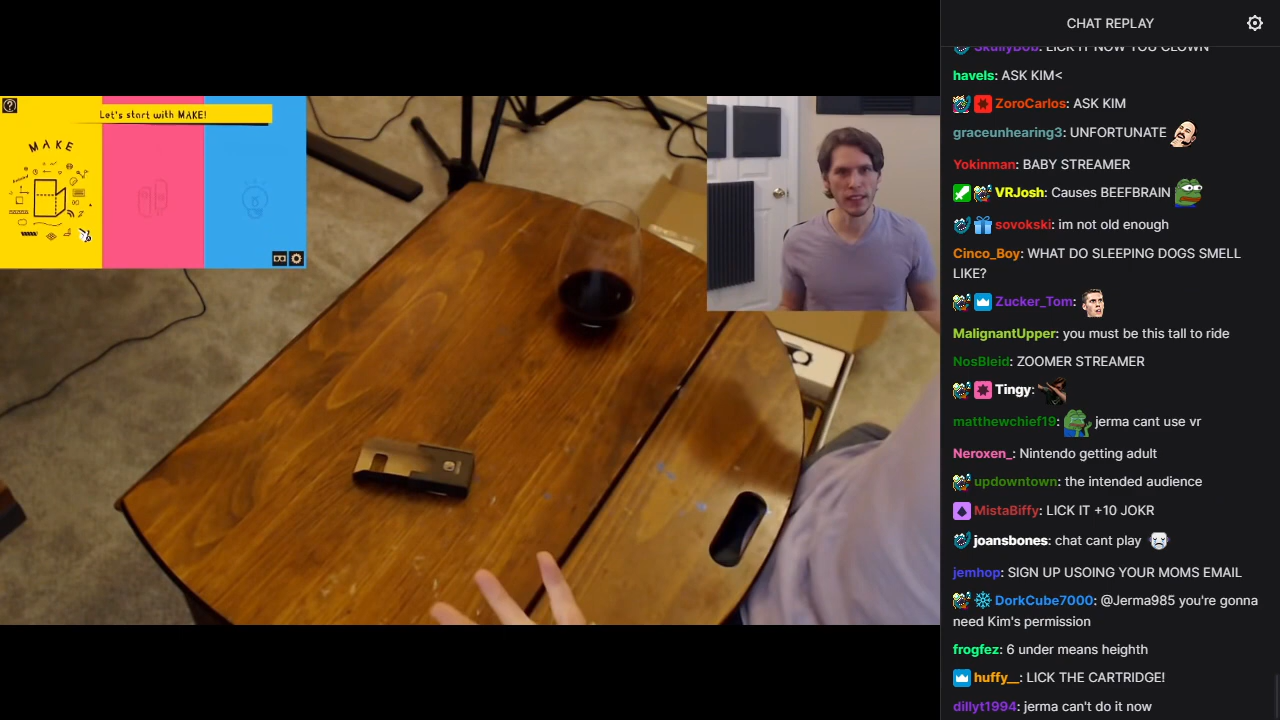 Let's start with MAKE!
MAKE
CHAT REPLAY
SkullyBob: LICK IT NOW YOU CLOWN
havels: ASK KIM<
ZoroCarlos: ASK KIM
graceunhearing3: UNFORTUNATE
Yokinman: BABY STREAMER
VRJosh: Causes BEEFBRAIN
sovokski: im not old enough
Cinco_Boy: WHAT DO SLEEPING DOGS SMELL
LIKE?
Zucker_Tom:
MalignantUpper: you must be this tall to ride
NosBleid: ZOOMER STREAMER
Tingy:
matthewchief19: jerma cant use vr
Neroxen_: Nintendo getting adult
updowntown: the intended audience
MistaBiffy: LICK IT +10 JOKR
joansbones: chat cant play
jemhop: SIGN UP USOING YOUR MOMS EMAIL
DorkCube7000: @Jerma985 you're gonna
need Kim's permission
frogfez: 6 under means heighth
huffy__: LICK THE CARTRIDGE!
dillyt1994: jerma can't do it now